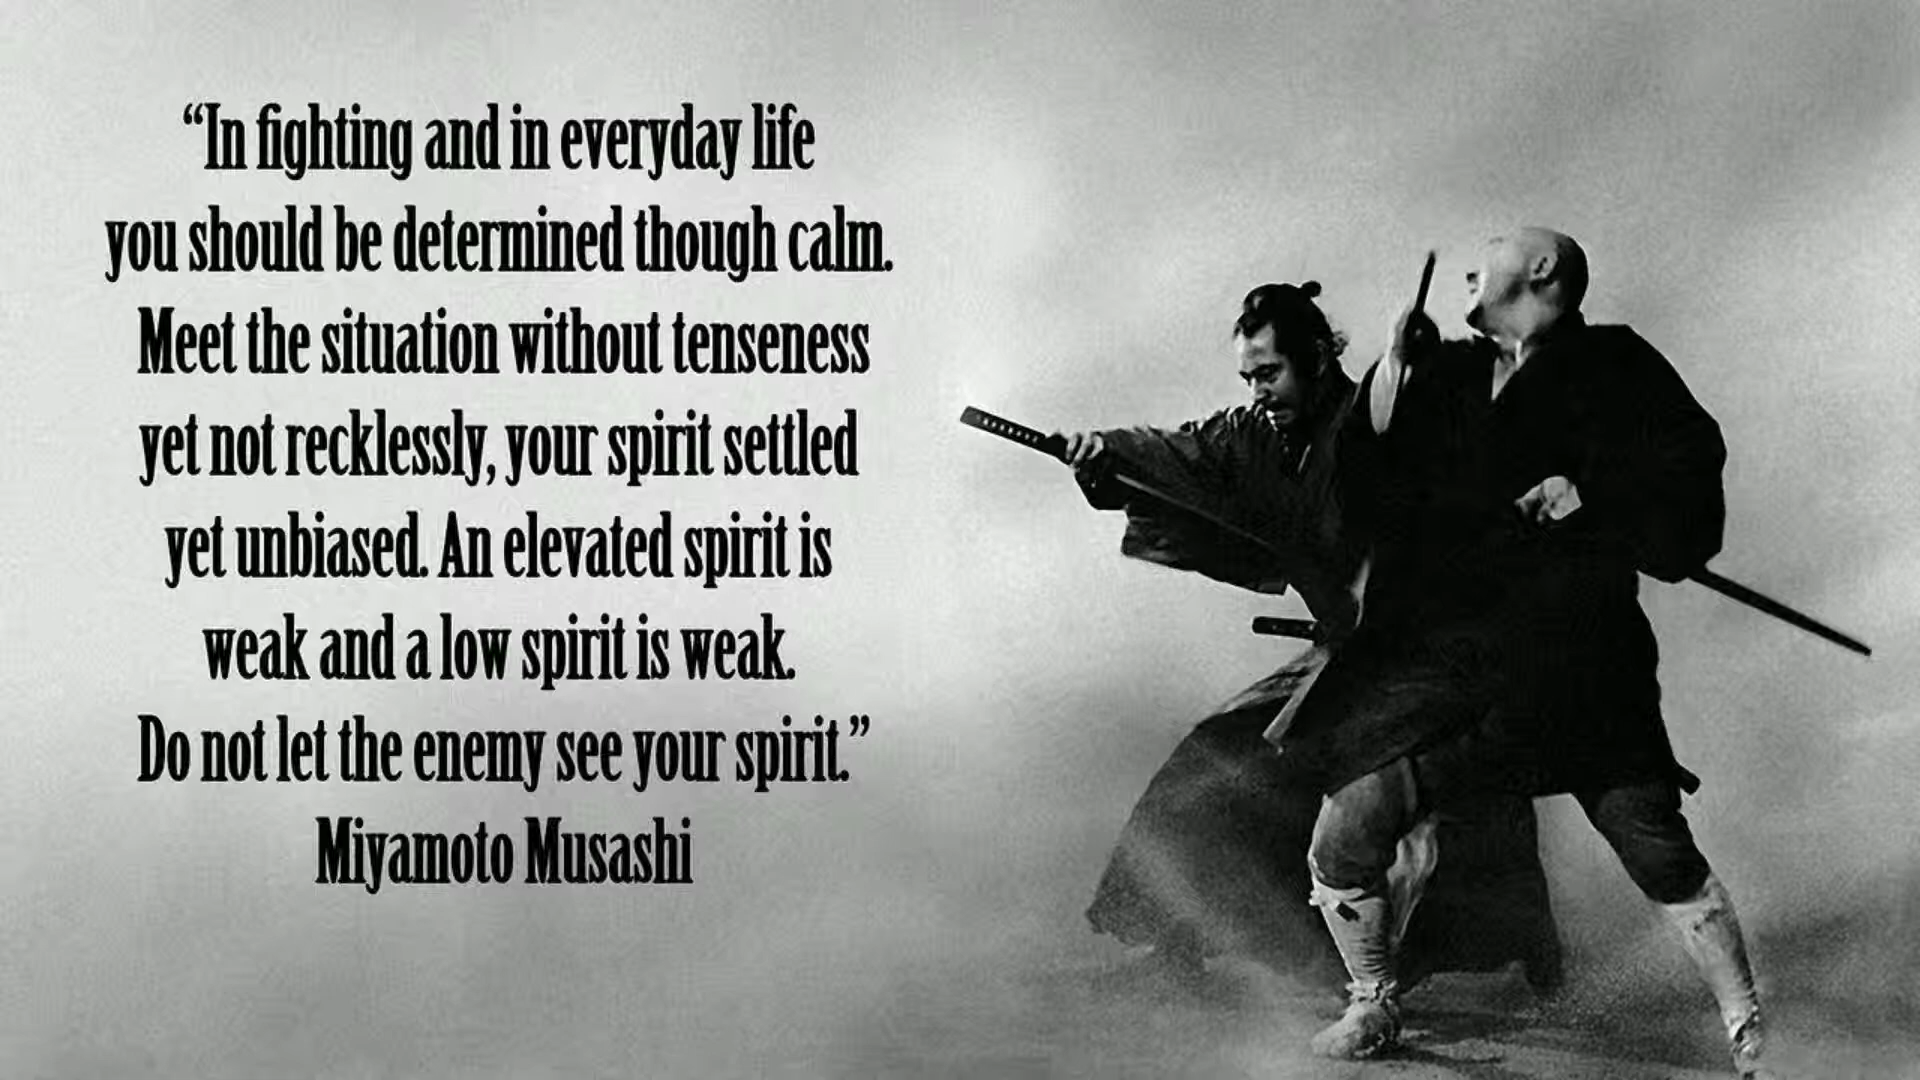 “In fighting and in everyday life
you should be determined though calm.
Meet the situation without tenseness
yet not recklessly, your spirit settled
yet unbiased. An elevated spirit is
weak and a low spirit is weak.
Do not let the enemy see your spirit.”
Miyamoto Musashi